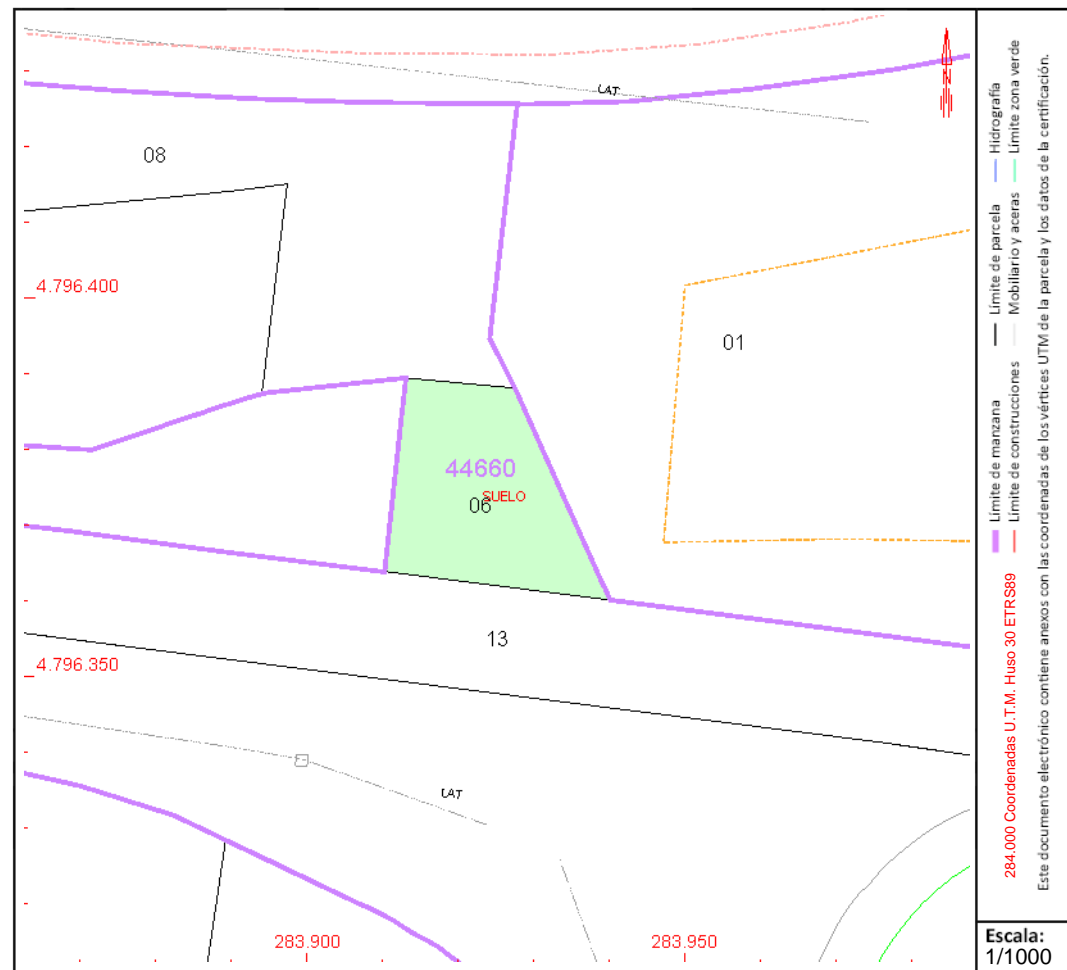 LAT
08
4.796.400
01
44660
SUELO
06
13
4.796.350
LAT
283.900
283.950
284.000 Coordenadas U.T.M. Huso 30 ETRS89
Límite de manzana
Límite de parcela
Hidrografía
Límite de construcciones
Mobiliario y aceras
Límite zona verde
Este documento electrónico contiene anexos con las coordenadas de los vértices UTM de la parcela y los datos de la certificación.
N
Escala:
1/1000